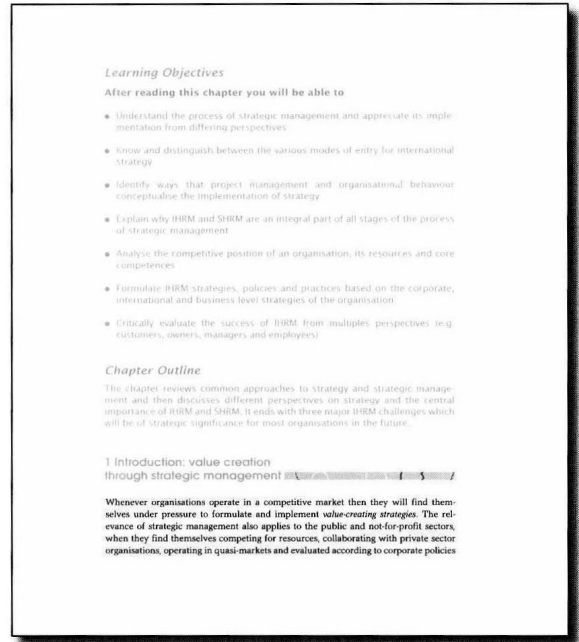 Learning Objectives
After reading this chapter you will be able to
• Understand the process of strategic management and appreciate its imple-
mentation from differing perspectives
• Know and distinguish between the various modes of entry for international
strategy
• Identify ways that project management and organisational behaviour
conceptualise the implementation of strategy
• Explain why IHRM and SHRM are an integral part of all stages of the process
of strategic management
• Analyse the competitive position of an organisation, its resources and core
competences
• Formulate IHRM strategies, policies and practices based on the corporate,
international and business level strategies of the organisation
• Critically evaluate the success of IHRM from multiples perspectives (e.g.
customers, owners, managers and employees)
Chapter Outline
The chapter reviews common approaches to strategy and strategic manage-
ment and then discusses different perspectives on strategy and the central
importance of IHRM and SHRM. It ends with three major IHRM challenges which
will be of strategic significance for most organisations in the future.
1 Introduction: value creation
through strategic management
Whenever organisations operate in a competitive market then they will find them-
selves under pressure to formulate and implement value-creating strategies. The rel-
evance of strategic management also applies to the public and not-for-profit sectors,
when they find themselves competing for resources, collaborating with private sector
organisations, operating in quasi-markets and evaluated according to corporate policies